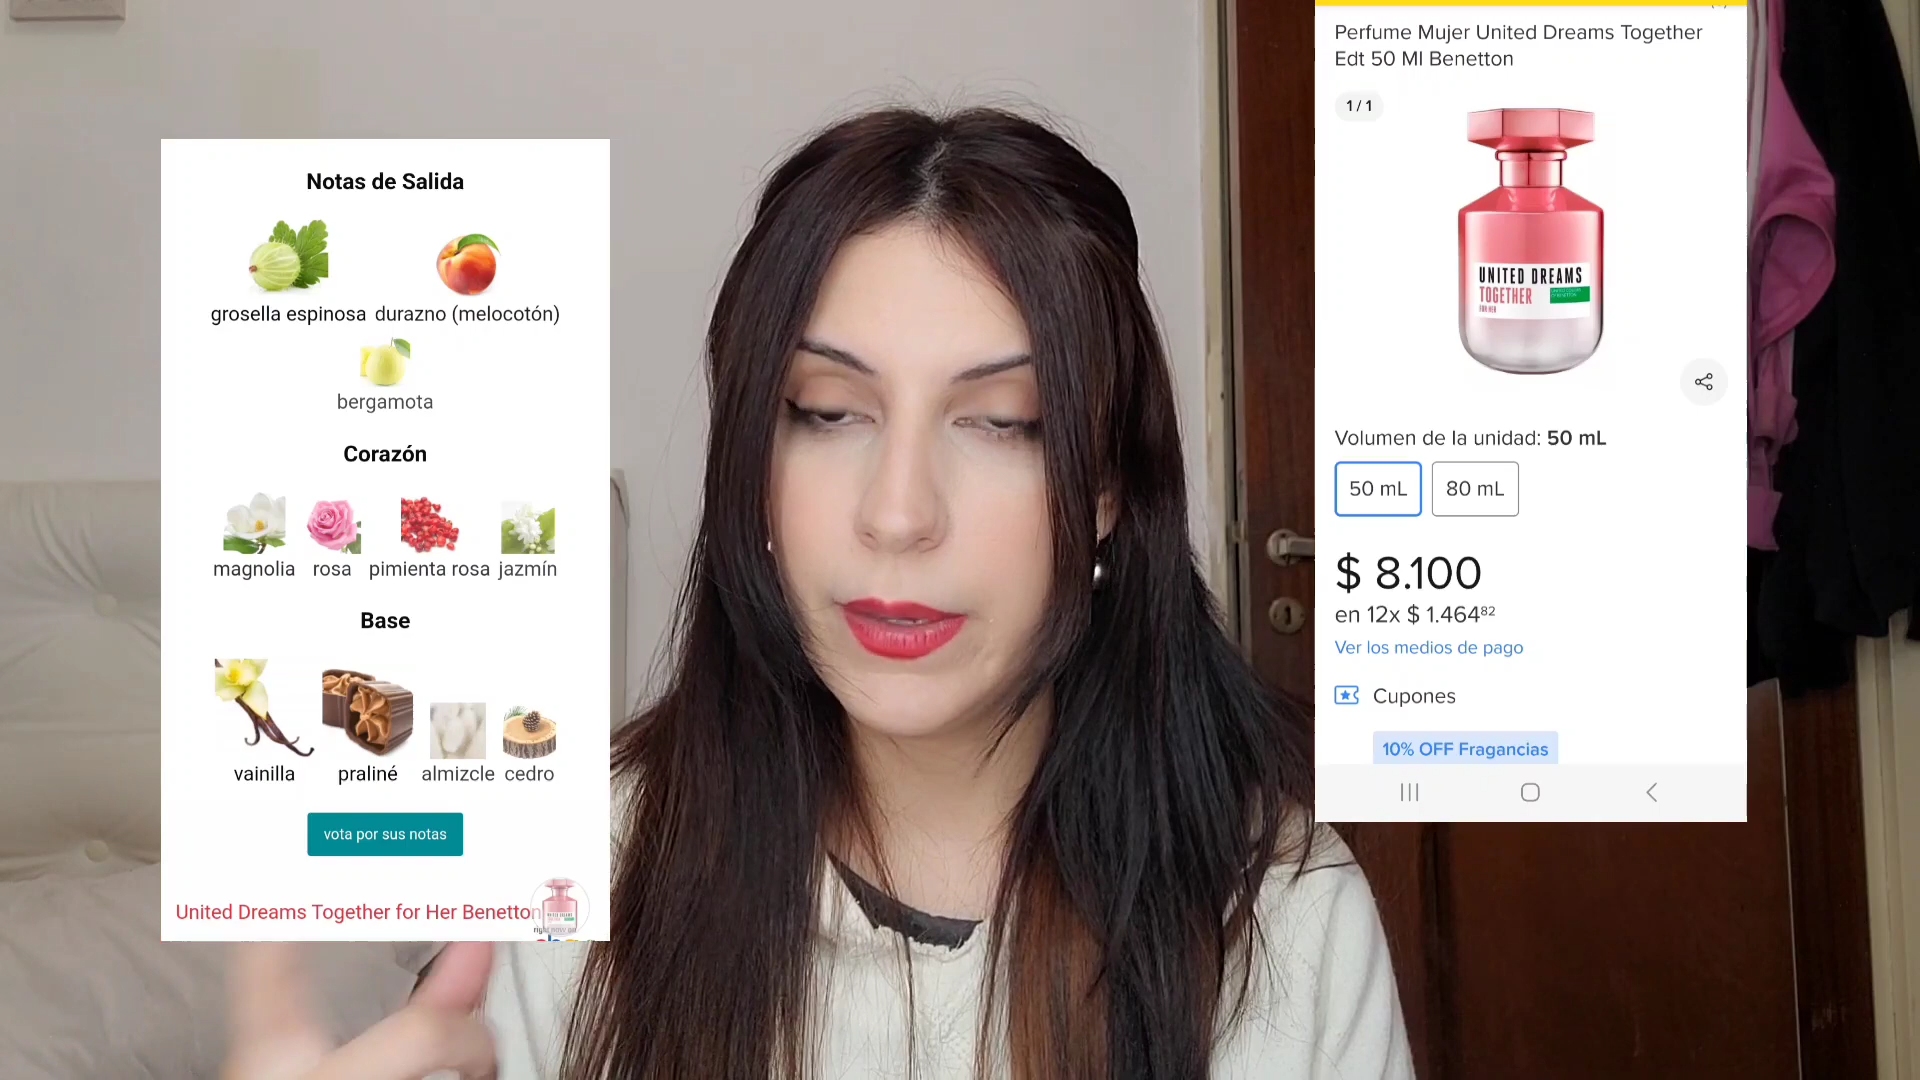 Notas de Salida
grosella espinosa durazno (melocotón)
bergamota
Corazón
magnolia rosa pimienta rosa jazmín
Base
vainilla praliné almizcle cedro
vota por sus notas
United Dreams Together for Her Benetton
Perfume Mujer United Dreams Together
Edt 50 Ml Benetton
1 / 1
UNITED DREAMS
TOGETHER
FOR HER
Volumen de la unidad: 50 mL
50 mL 80 mL
$ 8.100
en 12x $ 1.464⁸²
Ver los medios de pago
Cupones
10% OFF Fragancias